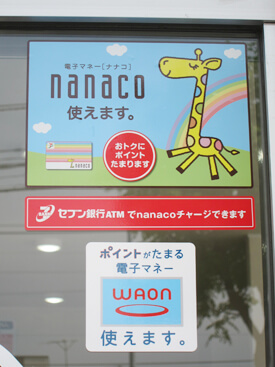 電子マネー[ナナコ]
nanaco
使えます。
おトクに
ポイント
たまります
nanaco
セブン銀行ATMでnanacoチャージできます
ポイントがたまる
電子マネー
WAON
使えます。